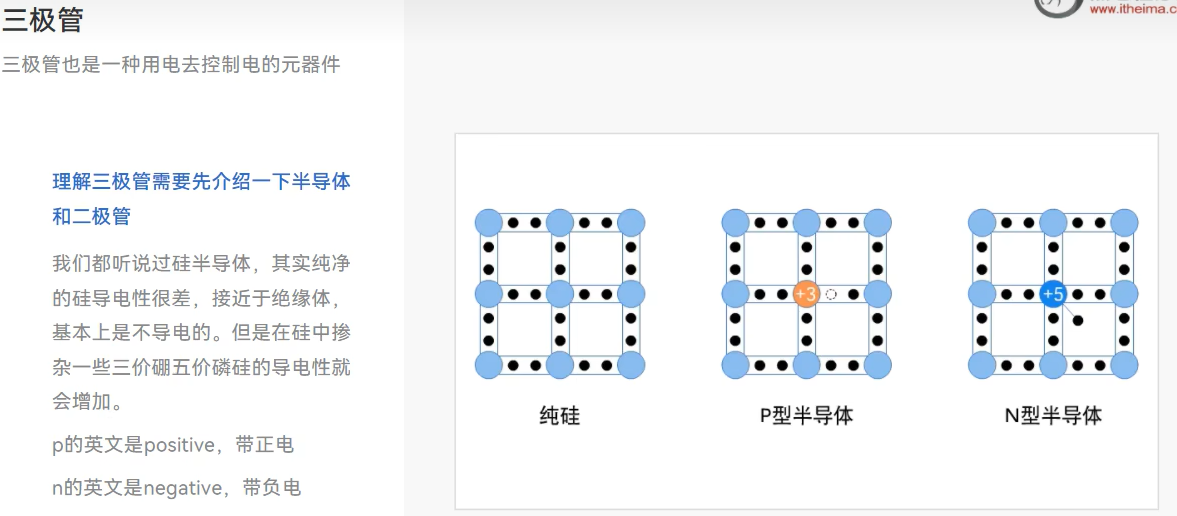 三极管
www.itheima.c
三极管也是一种用电去控制电的元器件
理解三极管需要先介绍一下半导体
和二极管
我们都听说过硅半导体，其实纯净
的硅导电性很差，接近于绝缘体，
基本上是不导电的。但是在硅中掺
杂一些三价硼五价磷硅的导电性就
会增加。
p的英文是positive，带正电
n的英文是negative，带负电
+3
+5
纯硅
P型半导体
N型半导体